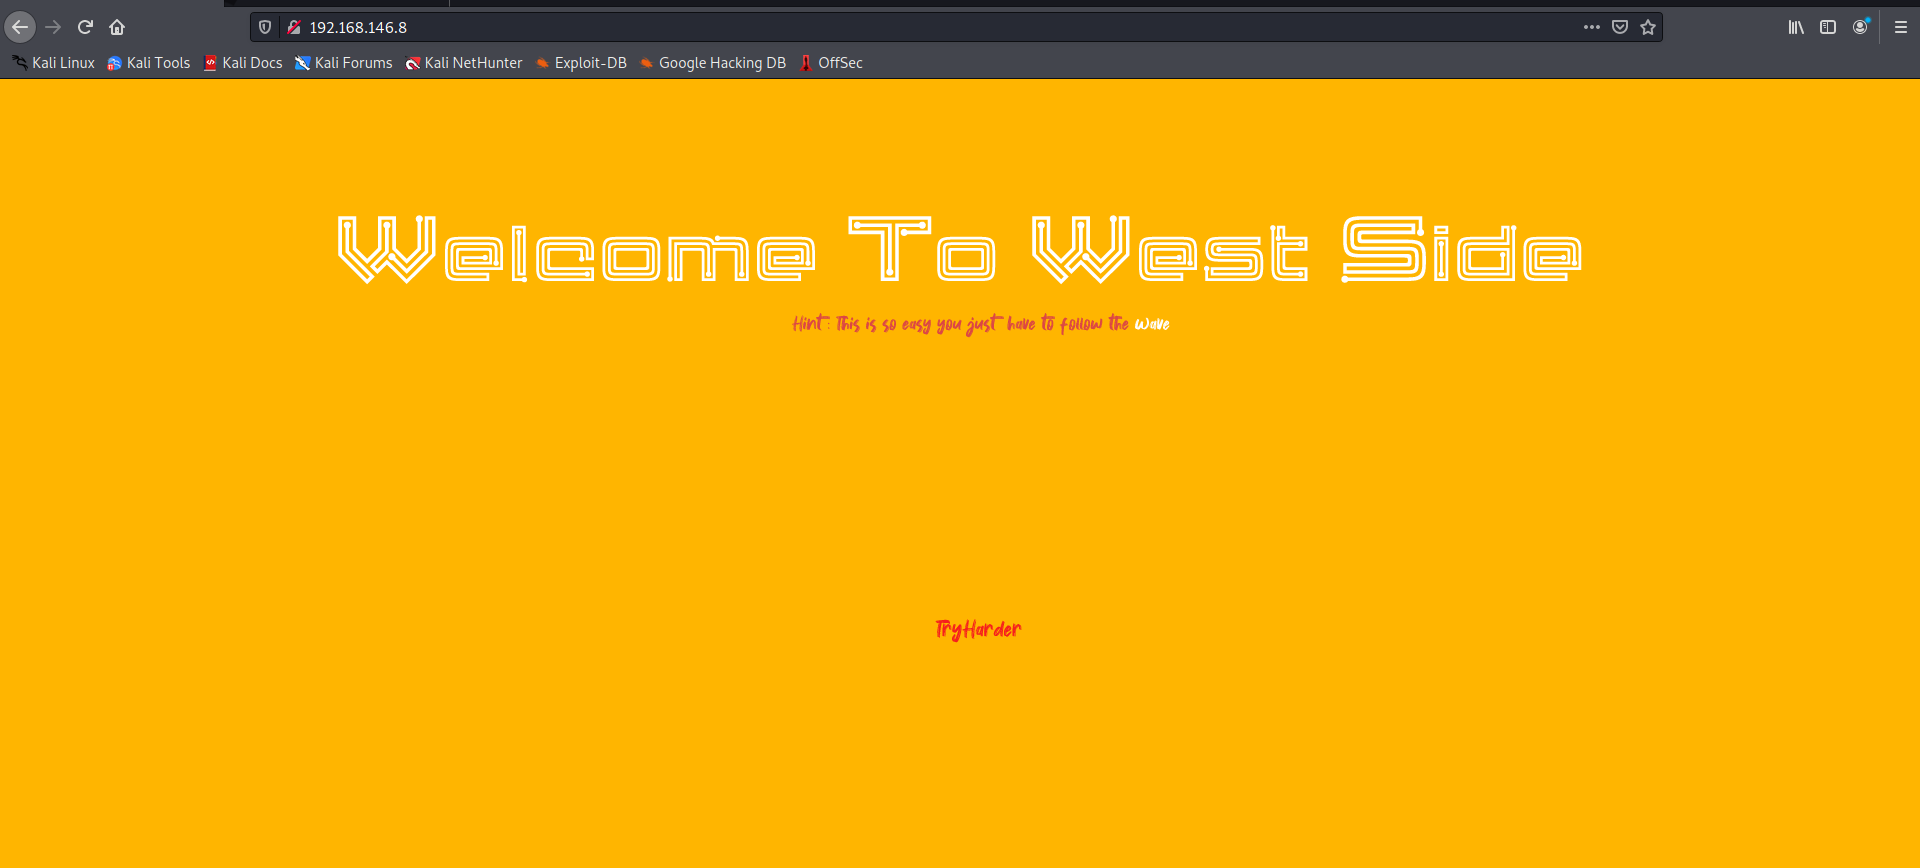 192.168.146.8
Kali Linux Kali Tools Kali Docs Kali Forums Kali NetHunter Exploit-DB Google Hacking DB OffSec
Welcome To West Side
Hint : This is so easy you just have to follow the wave
TryHarder